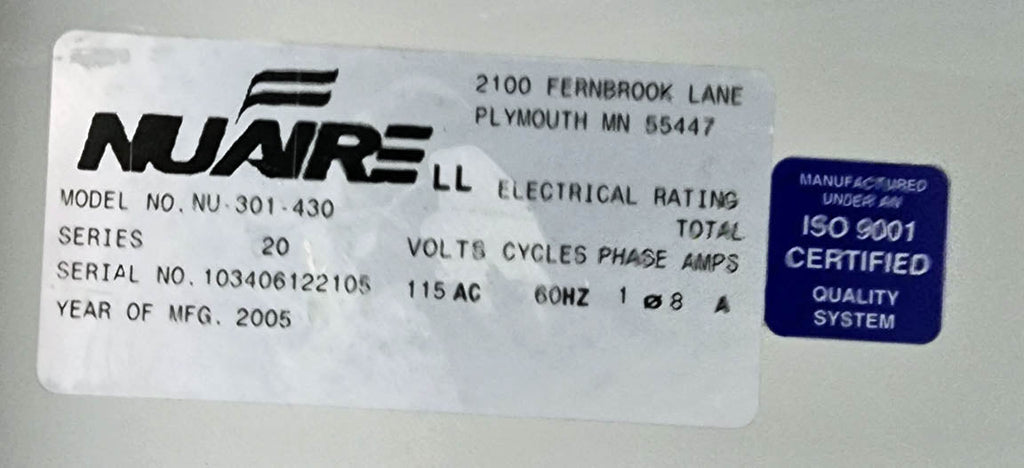 NUAIRE LL
2100 FERNBROOK LANE
PLYMOUTH MN 55447
MODEL NO. NU-301-430
SERIES 20
SERIAL NO. 103406122105
YEAR OF MFG. 2005
ELECTRICAL RATING
TOTAL
VOLTS CYCLES PHASE AMPS
115 AC 60HZ 1 ø 8 A
MANUFACTURED
UNDER AN
ISO 9001
CERTIFIED
QUALITY
SYSTEM